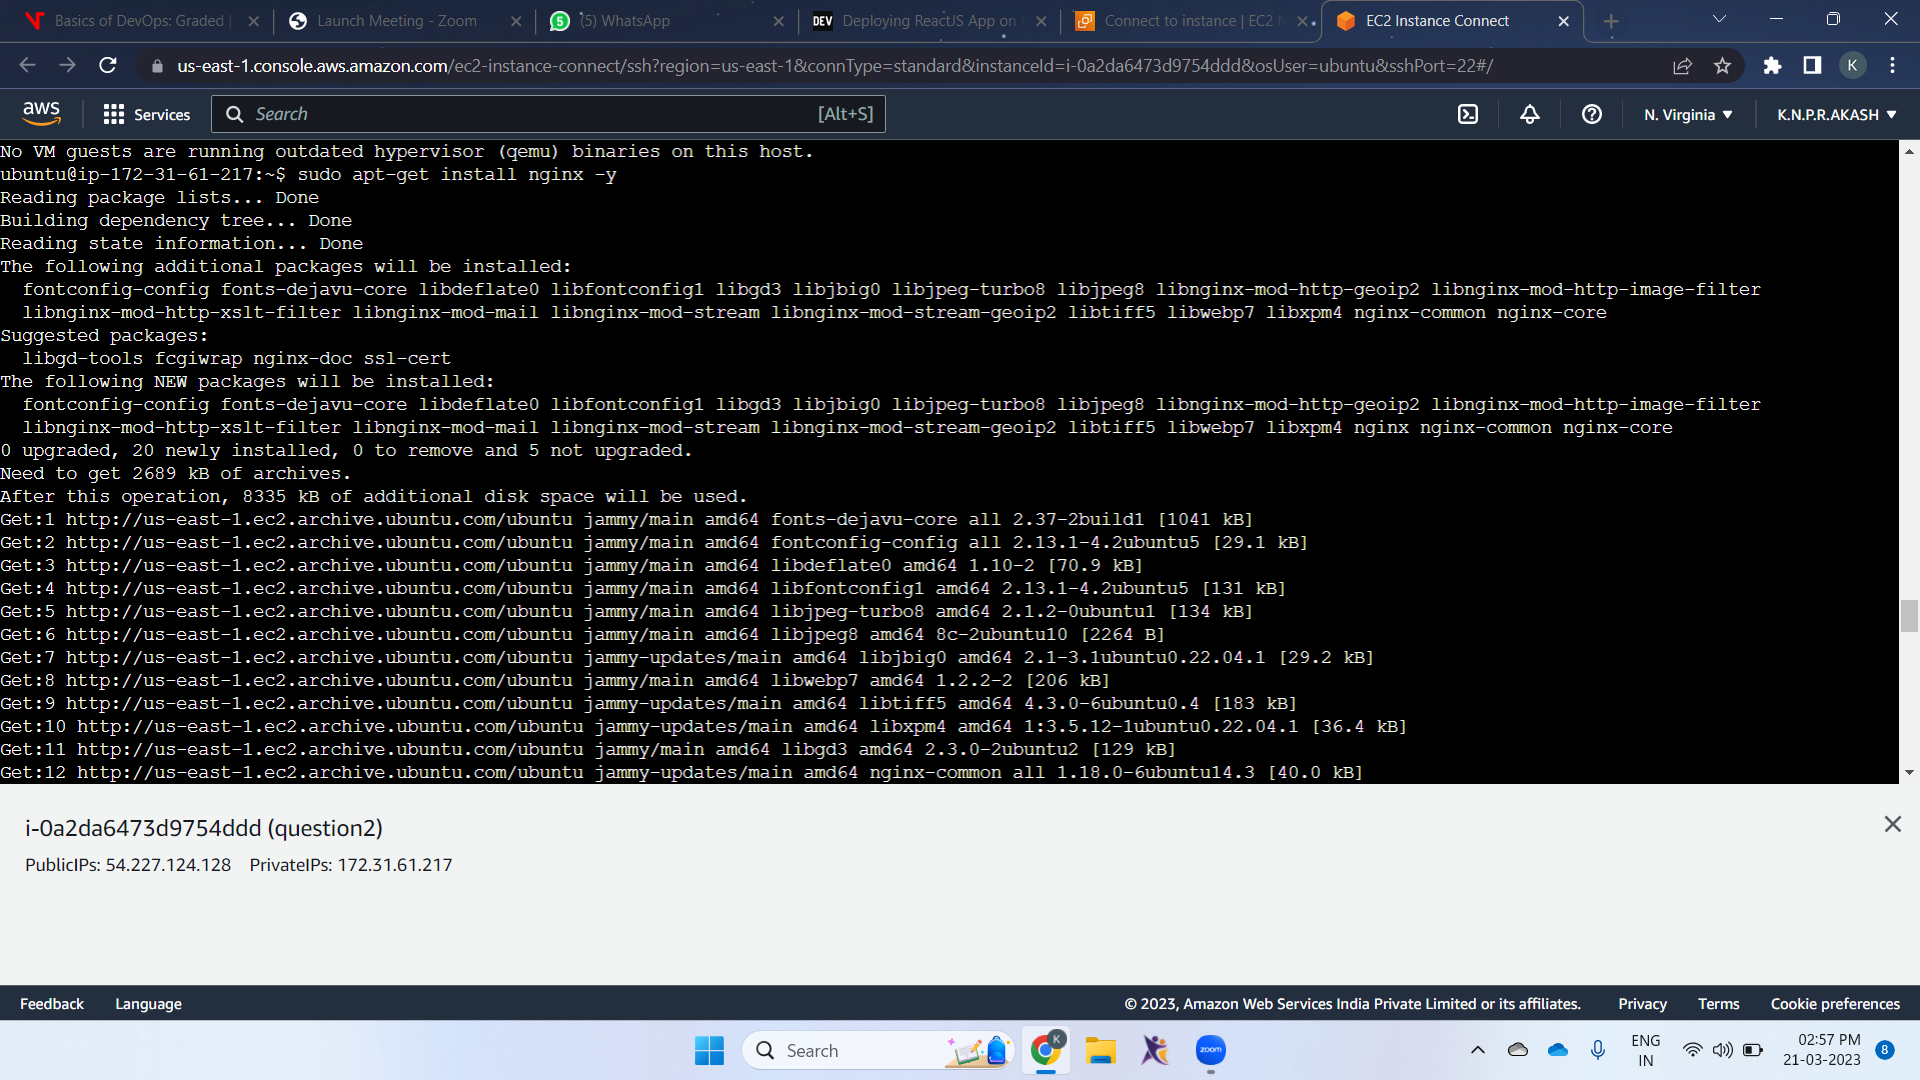 Basics of DevOps: Graded |
Launch Meeting - Zoom
(5) WhatsApp
DEV Deploying ReactJS App on
Connect to instance | EC2 M
EC2 Instance Connect
us-east-1.console.aws.amazon.com/ec2-instance-connect/ssh?region=us-east-1&connType=standard&instanceId=i-0a2da6473d9754ddd&osUser=ubuntu&sshPort=22#/
K
aws
Services
Search
[Alt+S]
N. Virginia
K.N.P.R.AKASH
No VM guests are running outdated hypervisor (qemu) binaries on this host.
ubuntu@ip-172-31-61-217:~$ sudo apt-get install nginx -y
Reading package lists... Done
Building dependency tree... Done
Reading state information... Done
The following additional packages will be installed:
  fontconfig-config fonts-dejavu-core libdeflate0 libfontconfig1 libgd3 libjbig0 libjpeg-turbo8 libjpeg8 libnginx-mod-http-geoip2 libnginx-mod-http-image-filter
  libnginx-mod-http-xslt-filter libnginx-mod-mail libnginx-mod-stream libnginx-mod-stream-geoip2 libtiff5 libwebp7 libxpm4 nginx-common nginx-core
Suggested packages:
  libgd-tools fcgiwrap nginx-doc ssl-cert
The following NEW packages will be installed:
  fontconfig-config fonts-dejavu-core libdeflate0 libfontconfig1 libgd3 libjbig0 libjpeg-turbo8 libjpeg8 libnginx-mod-http-geoip2 libnginx-mod-http-image-filter
  libnginx-mod-http-xslt-filter libnginx-mod-mail libnginx-mod-stream libnginx-mod-stream-geoip2 libtiff5 libwebp7 libxpm4 nginx nginx-common nginx-core
0 upgraded, 20 newly installed, 0 to remove and 5 not upgraded.
Need to get 2689 kB of archives.
After this operation, 8335 kB of additional disk space will be used.
Get:1 http://us-east-1.ec2.archive.ubuntu.com/ubuntu jammy/main amd64 fonts-dejavu-core all 2.37-2build1 [1041 kB]
Get:2 http://us-east-1.ec2.archive.ubuntu.com/ubuntu jammy/main amd64 fontconfig-config all 2.13.1-4.2ubuntu5 [29.1 kB]
Get:3 http://us-east-1.ec2.archive.ubuntu.com/ubuntu jammy/main amd64 libdeflate0 amd64 1.10-2 [70.9 kB]
Get:4 http://us-east-1.ec2.archive.ubuntu.com/ubuntu jammy/main amd64 libfontconfig1 amd64 2.13.1-4.2ubuntu5 [131 kB]
Get:5 http://us-east-1.ec2.archive.ubuntu.com/ubuntu jammy/main amd64 libjpeg-turbo8 amd64 2.1.2-0ubuntu1 [134 kB]
Get:6 http://us-east-1.ec2.archive.ubuntu.com/ubuntu jammy/main amd64 libjpeg8 amd64 8c-2ubuntu10 [2264 B]
Get:7 http://us-east-1.ec2.archive.ubuntu.com/ubuntu jammy-updates/main amd64 libjbig0 amd64 2.1-3.1ubuntu0.22.04.1 [29.2 kB]
Get:8 http://us-east-1.ec2.archive.ubuntu.com/ubuntu jammy/main amd64 libwebp7 amd64 1.2.2-2 [206 kB]
Get:9 http://us-east-1.ec2.archive.ubuntu.com/ubuntu jammy-updates/main amd64 libtiff5 amd64 4.3.0-6ubuntu0.4 [183 kB]
Get:10 http://us-east-1.ec2.archive.ubuntu.com/ubuntu jammy-updates/main amd64 libxpm4 amd64 1:3.5.12-1ubuntu0.22.04.1 [36.4 kB]
Get:11 http://us-east-1.ec2.archive.ubuntu.com/ubuntu jammy/main amd64 libgd3 amd64 2.3.0-2ubuntu2 [129 kB]
Get:12 http://us-east-1.ec2.archive.ubuntu.com/ubuntu jammy-updates/main amd64 nginx-common all 1.18.0-6ubuntu14.3 [40.0 kB]
i-0a2da6473d9754ddd (question2)
PublicIPs: 54.227.124.128 PrivateIPs: 172.31.61.217
Feedback
Language
© 2023, Amazon Web Services India Private Limited or its affiliates.
Privacy
Terms
Cookie preferences
Search
K
zoom
ENG
IN
02:57 PM
21-03-2023
8